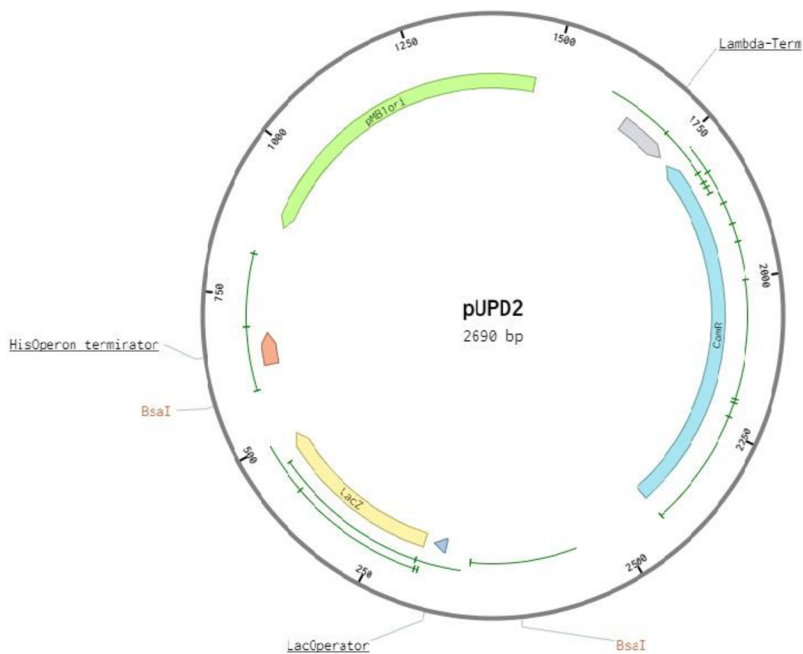 1500
1250
Lambda-Term
pMB1ori
1750
1000
2000
750
pUPD2
2690 bp
CamR
HisOperon termirator
BsaI
2250
500
LacZ
2500
250
LacOperator
BsaI